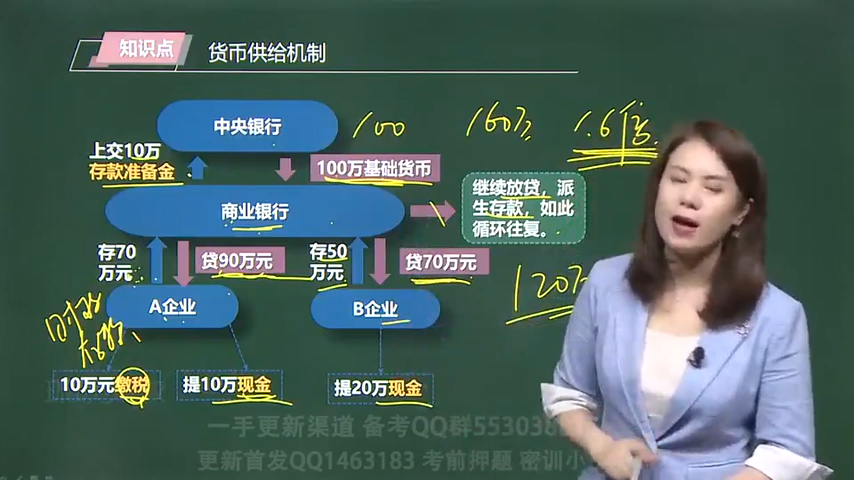 知识点
货币供给机制
中央银行
100
160万
1.6倍
上交10万
存款准备金
100万基础货币
商业银行
继续放贷，派
生存款，如此
循环往复。
存70
万元
贷90万元
存50
万元
贷70万元
120万
A企业
B企业
10万元缴税
提10万现金
提20万现金
一手更新渠道 备考QQ群55303
更新首发QQ1463183 考前押题 密训小